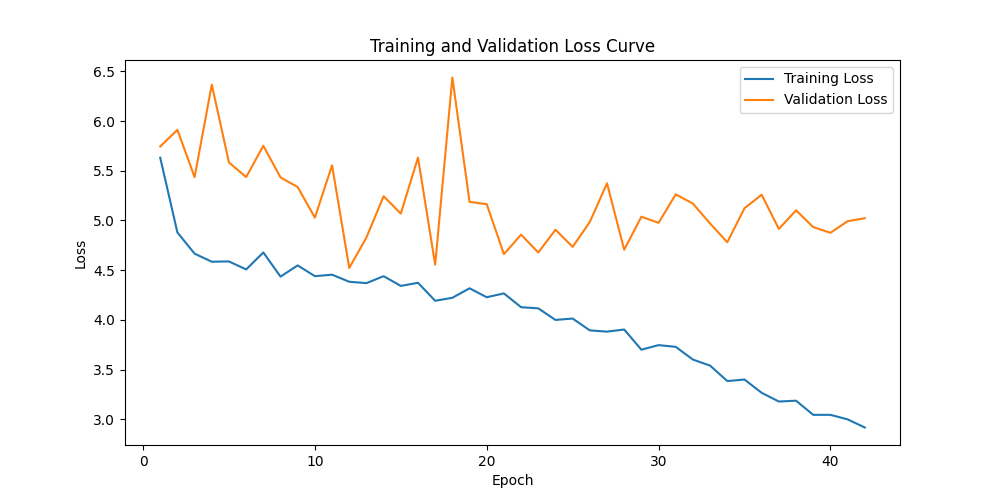 Training and Validation Loss Curve
Training Loss
Validation Loss
6.5
6.0
5.5
5.0
4.5
4.0
3.5
3.0
Loss
0 10 20 30 40
Epoch